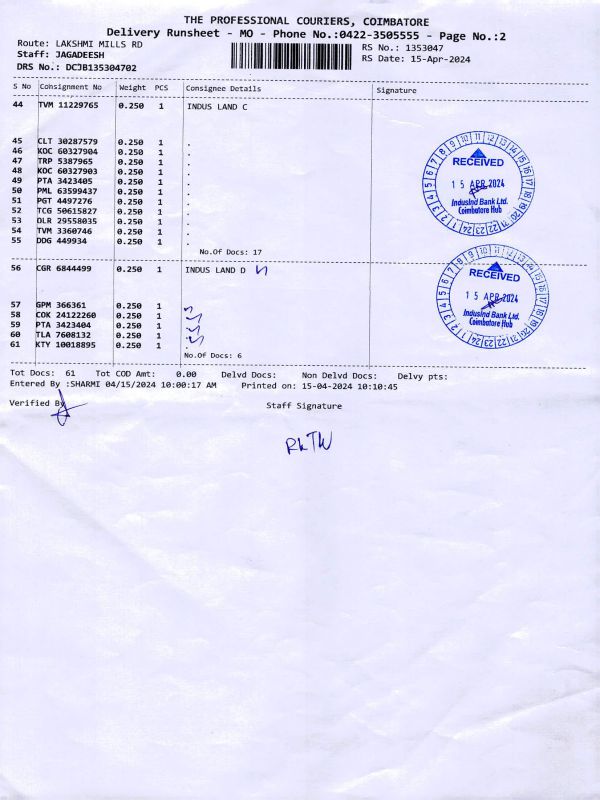 THE PROFESSIONAL COURIERS, COIMBATORE
Delivery Runsheet - MO - Phone No.:0422-3505555 - Page No.:2
Route: LAKSHMI MILLS RD
RS No.: 1353047
Staff: JAGADEESH
RS Date: 15-Apr-2024
DRS No.: DCJB135304702
S No Consignment No Weight PCS Consignee Details Signature
44 TVM 11229765 0.250 1 INDUS LAND C
45 CLT 30287579 0.250 1 .
46 KOC 60327904 0.250 1 .
47 TRP 5387965 0.250 1 .
48 KOC 60327903 0.250 1 .
49 PTA 3423405 0.250 1 .
50 PML 63599437 0.250 1 .
51 PGT 4497276 0.250 1 .
52 TCG 50615827 0.250 1 .
53 DLR 29558035 0.250 1 .
54 TVM 3360746 0.250 1 .
55 DDG 449934 0.250 1 .
No.Of Docs: 17
RECEIVED
15 APR 2024
IndusInd Bank Ltd.
Coimbatore Hub
56 CGR 6844499 0.250 1 INDUS LAND D
57 GPM 366361 0.250 1
58 COK 24122260 0.250 1
59 PTA 3423404 0.250 1
60 TLA 7608132 0.250 1
61 KTY 10018895 0.250 1
No.Of Docs: 6
RECEIVED
15 APR 2024
IndusInd Bank Ltd.
Coimbatore Hub
Tot Docs: 61 Tot COD Amt: 0.00 Delvd Docs: Non Delvd Docs: Delvy pts:
Entered By :SHARMI 04/15/2024 10:00:17 AM Printed on: 15-04-2024 10:10:45
Verified By
Staff Signature